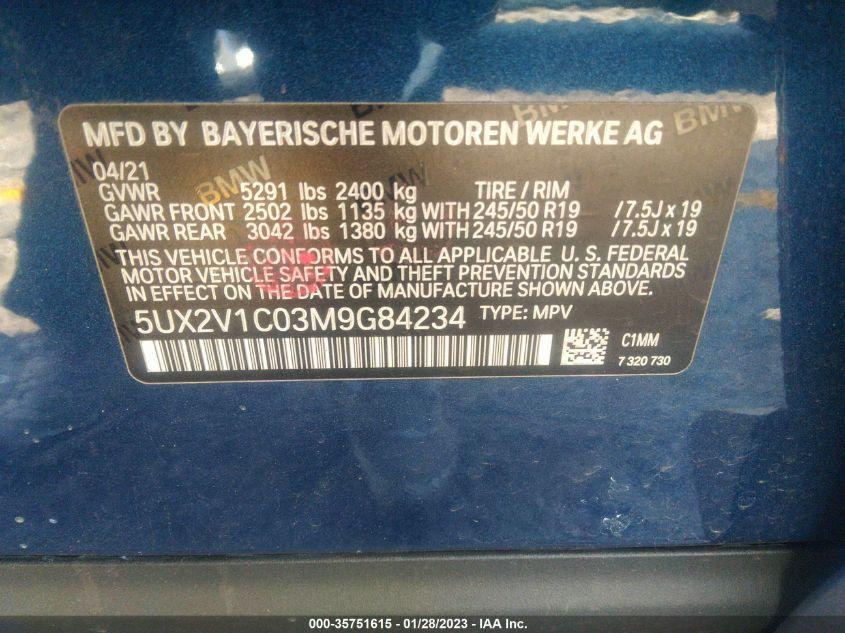 MFD BY BAYERISCHE MOTOREN WERKE AG
04/21
GVWR 5291 lbs 2400 kg TIRE / RIM
GAWR FRONT 2502 lbs 1135 kg WITH 245/50 R19 / 7.5J x 19
GAWR REAR 3042 lbs 1380 kg WITH 245/50 R19 / 7.5J x 19
THIS VEHICLE CONFORMS TO ALL APPLICABLE U. S. FEDERAL
MOTOR VEHICLE SAFETY AND THEFT PREVENTION STANDARDS
IN EFFECT ON THE DATE OF MANUFACTURE SHOWN ABOVE.
5UX2V1C03M9G84234 TYPE: MPV
C1MM
7 320 730
BMW
BMW
BMW
000-35751615 / 01/28/2023 / IAA Inc.